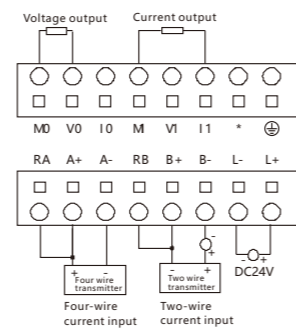 Voltage output Current output
M0 V0 I0 M1 V1 I1 *
RA A+ A- RB B+ B- L- L+
-
+
+ - - + - +
Four wire Two wire DC24V
transmitter transmitter
Four-wire Two-wire
current input current input